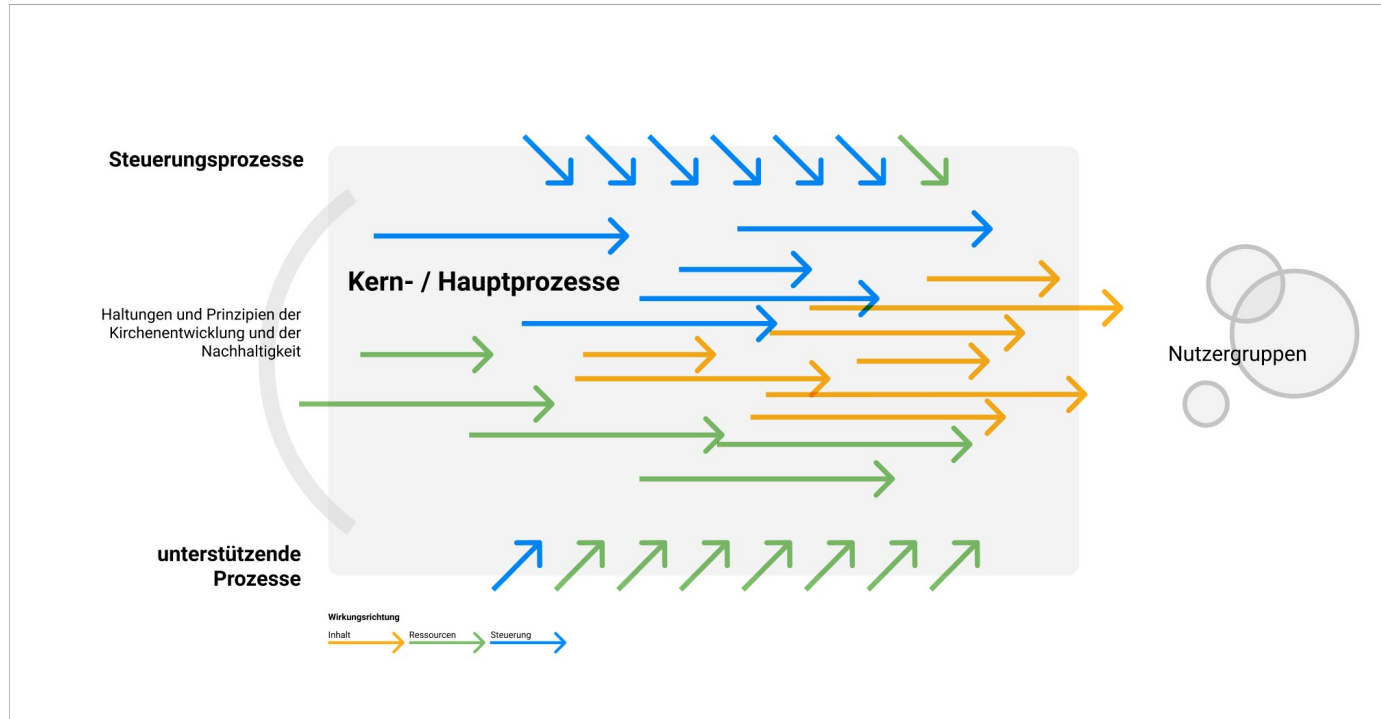 Steuerungsprozesse
Kern- / Hauptprozesse
Haltungen und Prinzipien der
Kirchenentwicklung und der
Nachhaltigkeit
Nutzergruppen
unterstützende
Prozesse
Wirkungsrichtung
Inhalt
Ressourcen
Steuerung